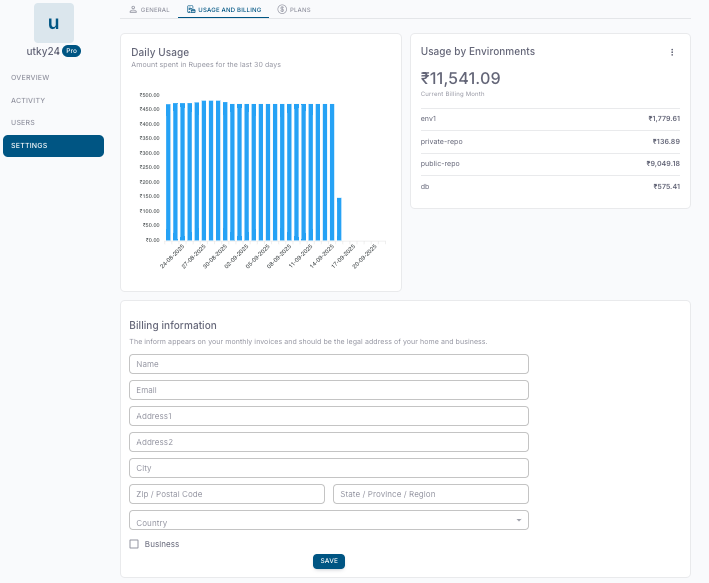 u
utky24 Pro
OVERVIEW
ACTIVITY
USERS
SETTINGS
GENERAL
USAGE AND BILLING
PLANS
Daily Usage
Amount spent in Rupees for the last 30 days
₹500.00
₹450.00
₹400.00
₹350.00
₹300.00
₹250.00
₹200.00
₹150.00
₹100.00
₹50.00
₹0.00
24-08-2025
27-08-2025
30-08-2025
02-09-2025
05-09-2025
08-09-2025
11-09-2025
14-09-2025
17-09-2025
20-09-2025
Usage by Environments
₹11,541.09
Current Billing Month
env1 ₹1,779.61
private-repo ₹136.89
public-repo ₹9,049.18
db ₹575.41
Billing information
The inform appears on your monthly invoices and should be the legal address of your home and business.
Name
Email
Address1
Address2
City
Zip / Postal Code
State / Province / Region
Country
Business
SAVE